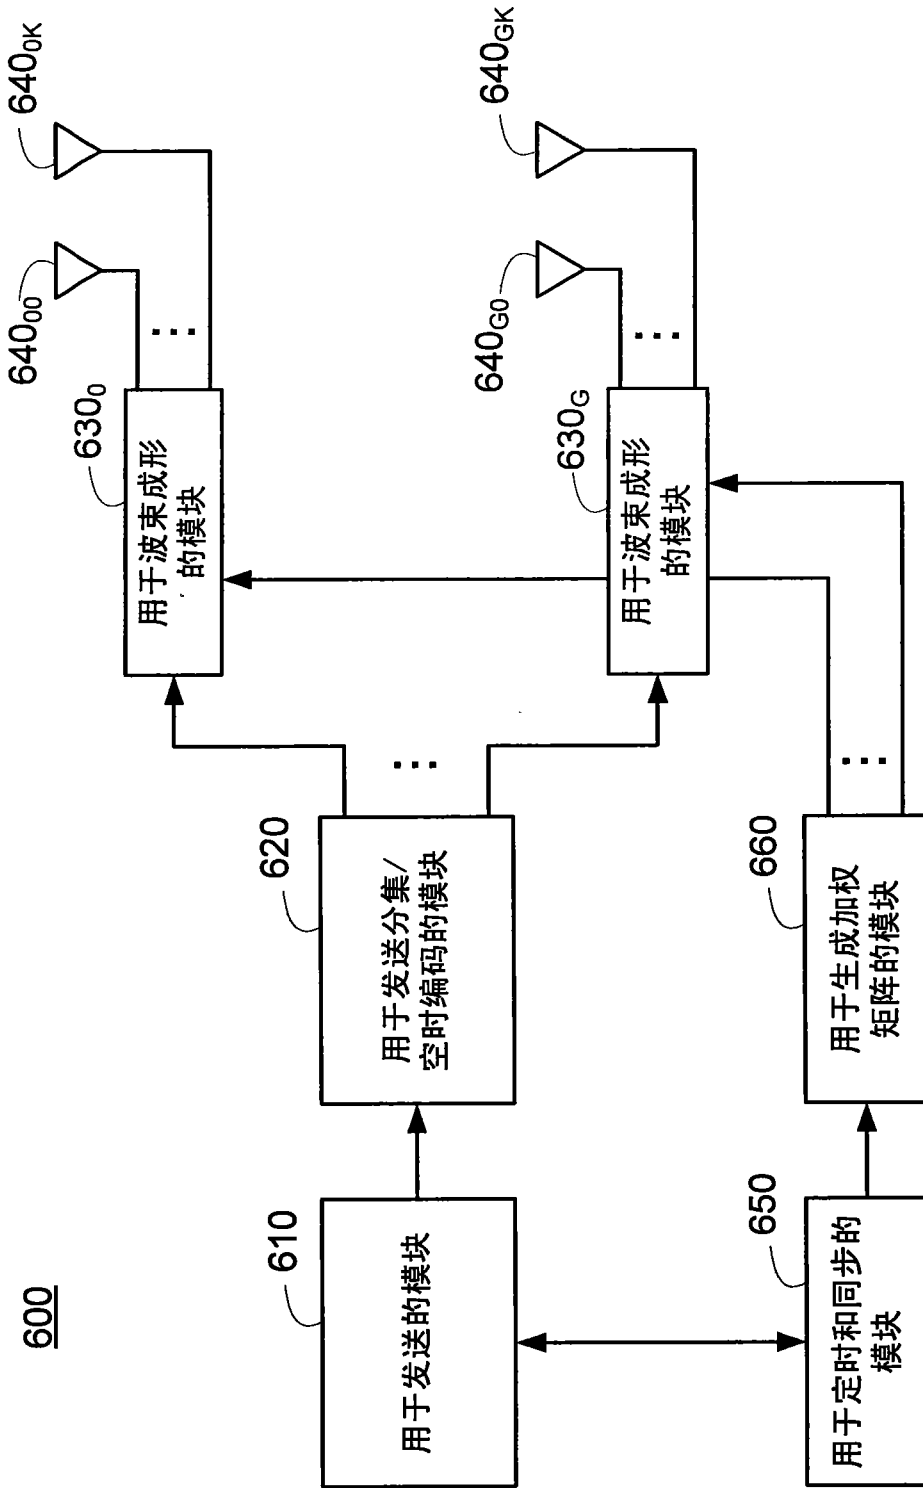 600
610
用于发送的模块
620
用于发送分集/
空时编码的模块
...
630₀
用于波束成形
的模块
...
640₀₀
640₀K
630G
用于波束成形
的模块
...
640G0
640GK
650
用于定时和同步的
模块
660
用于生成加权
矩阵的模块
...